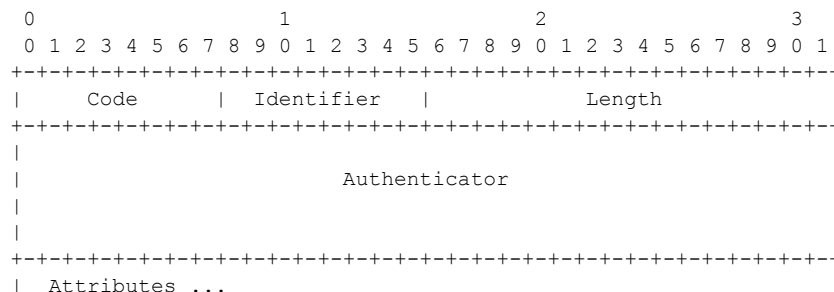 0                   1                   2                   3
 0 1 2 3 4 5 6 7 8 9 0 1 2 3 4 5 6 7 8 9 0 1 2 3 4 5 6 7 8 9 0 1
+-+-+-+-+-+-+-+-+-+-+-+-+-+-+-+-+-+-+-+-+-+-+-+-+-+-+-+-+-+-+-+-
|     Code      |  Identifier   |            Length
+-+-+-+-+-+-+-+-+-+-+-+-+-+-+-+-+-+-+-+-+-+-+-+-+-+-+-+-+-+-+-+-
|
|                         Authenticator
|
|
+-+-+-+-+-+-+-+-+-+-+-+-+-+-+-+-+-+-+-+-+-+-+-+-+-+-+-+-+-+-+-+-
|  Attributes ...